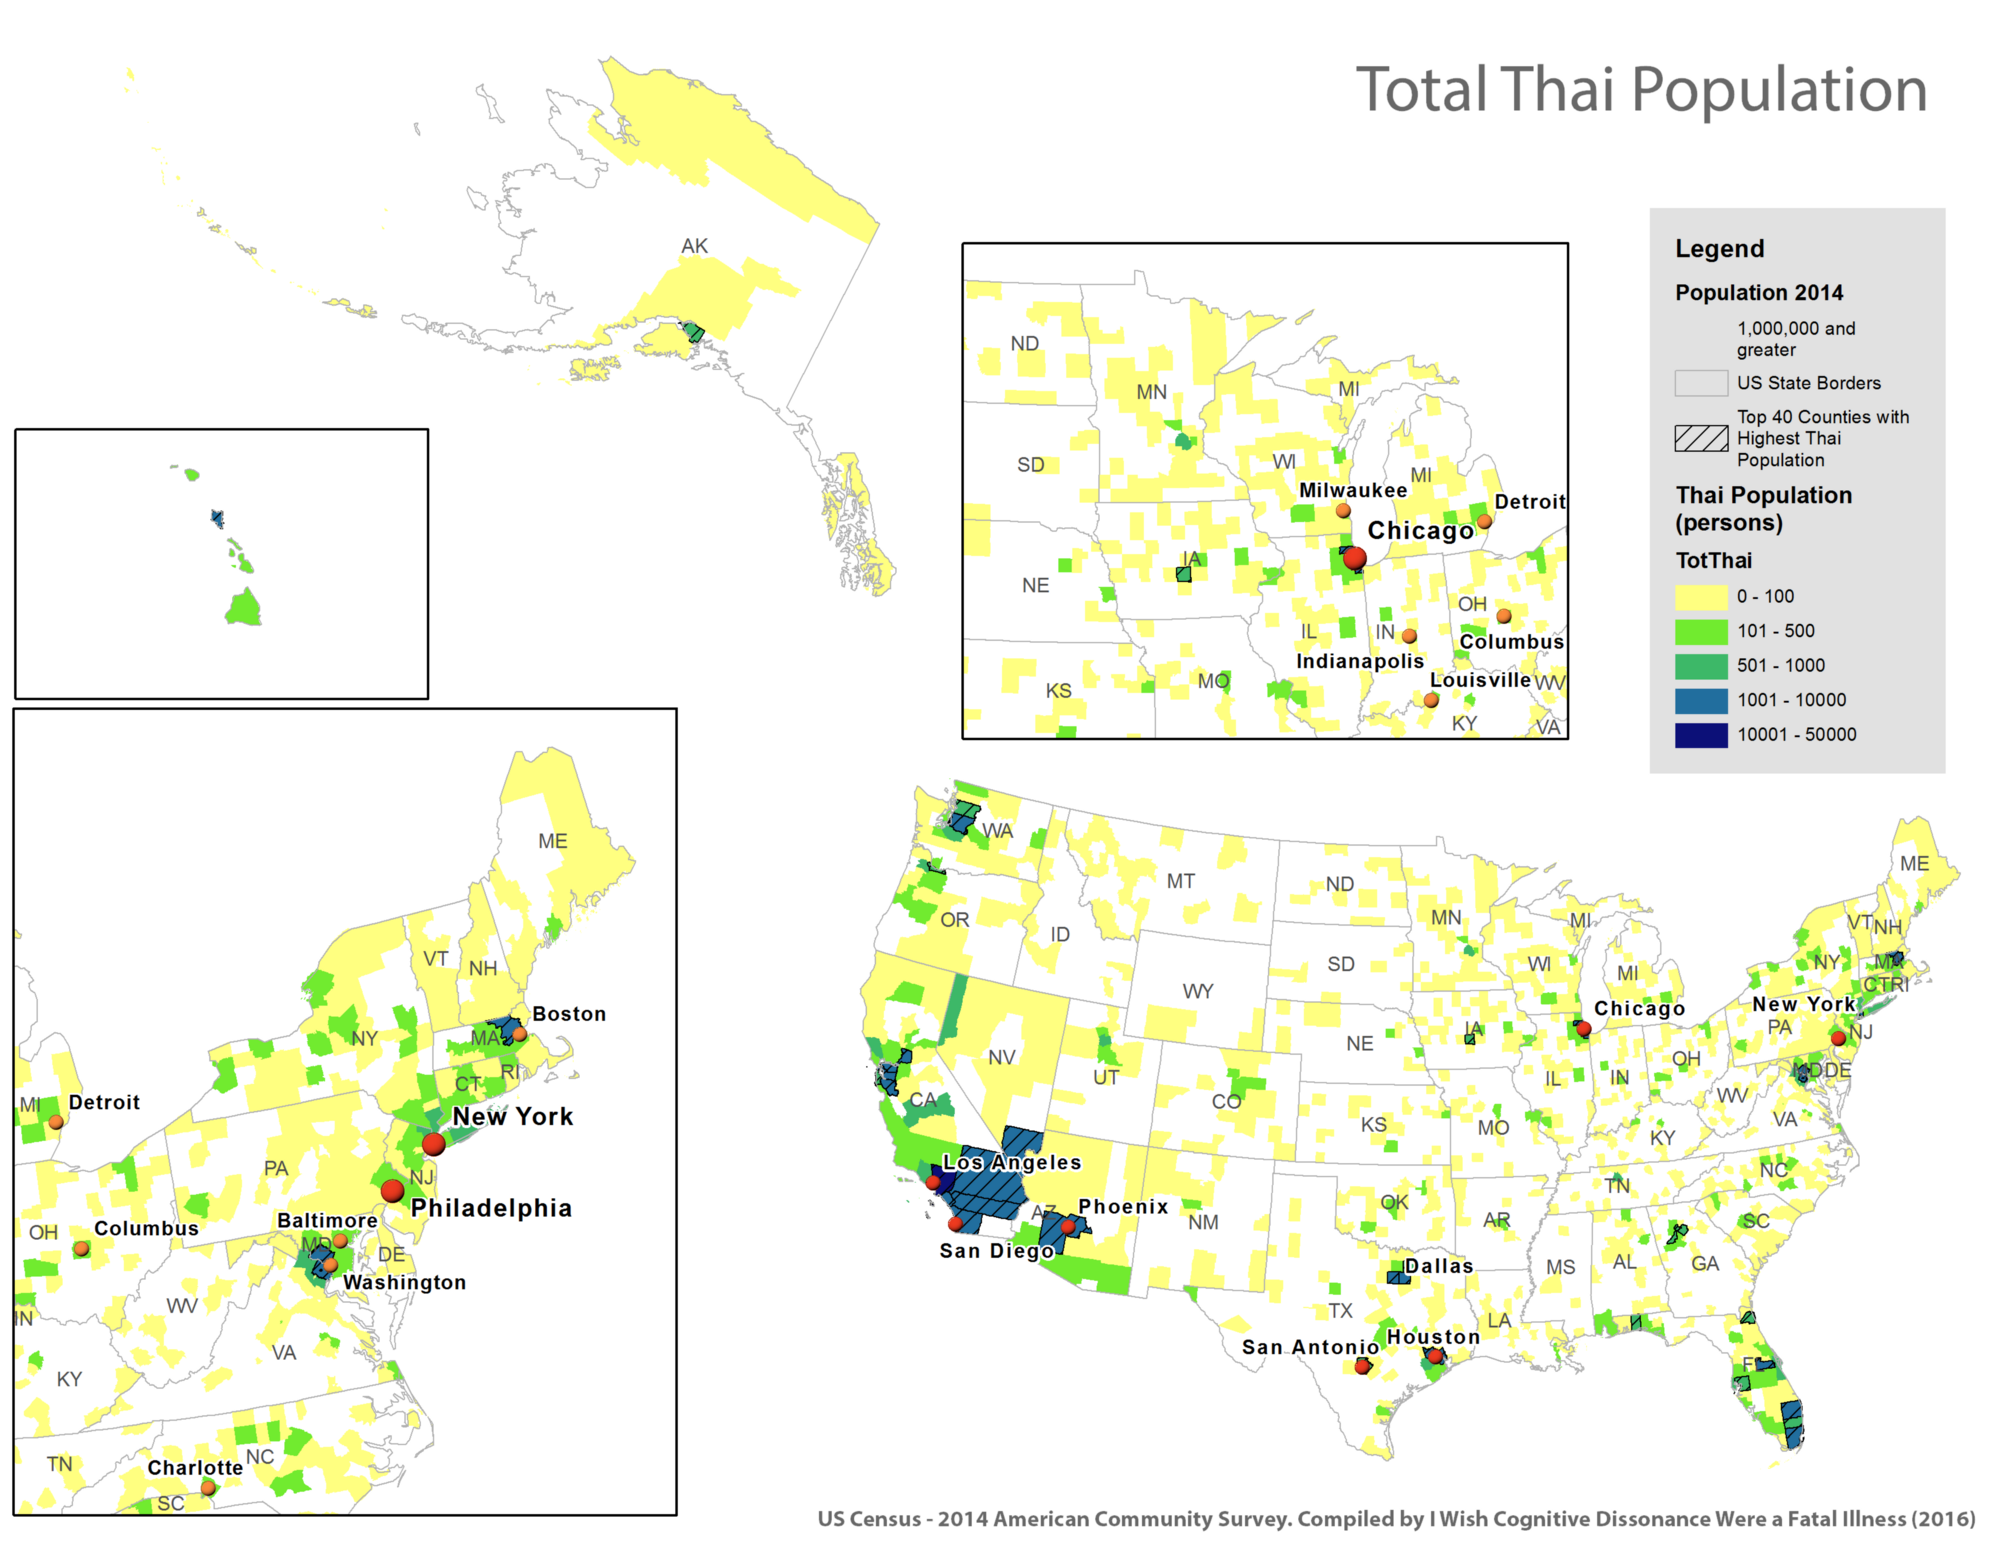 Total Thai Population
AK
Legend
Population 2014
1,000,000 and
greater
US State Borders
Top 40 Counties with
Highest Thai
Population
Thai Population
(persons)
TotThai
0 - 100
101 - 500
501 - 1000
1001 - 10000
10001 - 50000
ND
MN
MI
SD
WI
MI
Milwaukee
Detroit
Chicago
IA
NE
OH
IL
IN
Columbus
Indianapolis
Louisville
WV
KS
MO
KY
VA
ME
VT
NH
Boston
NY
MA
RI
CT
MI
Detroit
New York
PA
NJ
Philadelphia
OH
Columbus
Baltimore
MD
DE
Washington
WV
IN
VA
KY
NC
TN
Charlotte
SC
WA
MT
ND
MN
MI
ME
VT
NH
OR
ID
SD
WI
MI
NY
MA
WY
CT
RI
Chicago
New York
IA
PA
NJ
NE
NV
OH
UT
IL
IN
MD
DE
CA
CO
WV
KS
MO
VA
KY
Los Angeles
NC
TN
Phoenix
OK
AZ
NM
AR
SC
San Diego
Dallas
MS
AL
GA
TX
LA
San Antonio
Houston
FL
US Census - 2014 American Community Survey. Compiled by I Wish Cognitive Dissonance Were a Fatal Illness (2016)